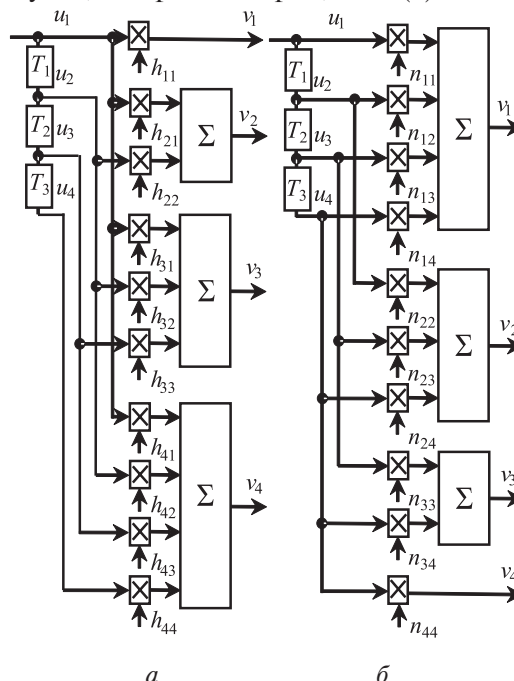 u1 v1 u1
T1 u2 h11 T1 u2 n11
T2 u3 h21 v2 T2 u3 n12 v1
Σ Σ
T3 u4 h22 T3 u4 n13
h31 n14
h32 Σ v3 n22 Σ v2
h33 n23
h41 n24
h42 Σ v4 n33 Σ v3
h43 n34
h44 n44 v4
а б